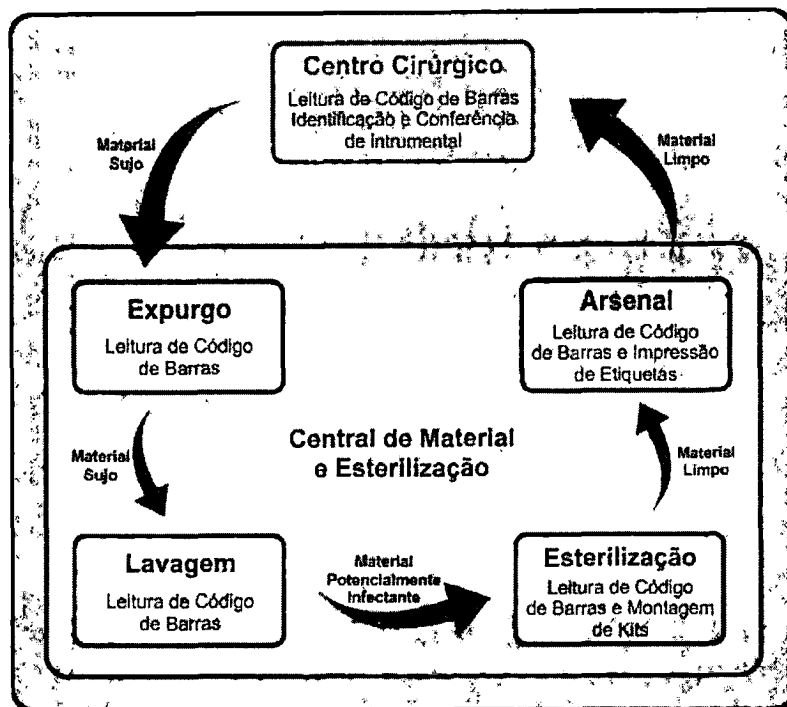 Centro Cirúrgico
Leitura de Código de Barras
Identificação e Conferência
de Intrumental
Material
Sujo
Material
Limpo
Expurgo
Leitura de Código
de Barras
Arsenal
Leitura de Código
de Barras e Impressão
de Etiquetas
Central de Material
e Esterilização
Material
Sujo
Material
Limpo
Lavagem
Leitura de Código
de Barras
Material
Potencialmente
Infectante
Esterilização
Leitura de Código
de Barras e Montagem
de Kits